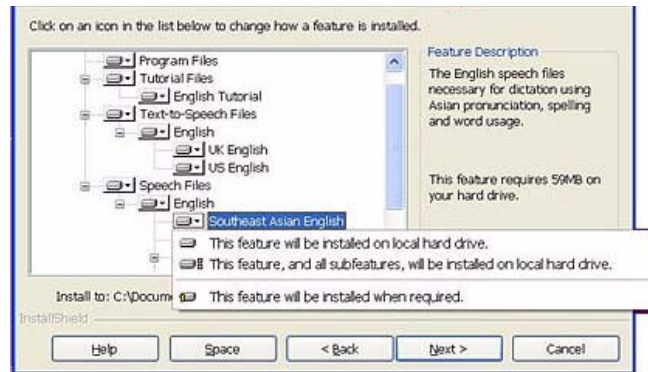 Click on an icon in the list below to change how a feature is installed.
Program Files
Tutorial Files
English Tutorial
Text-to-Speech Files
English
UK English
US English
Speech Files
English
Southeast Asian English
Feature Description
The English speech files
necessary for dictation using
Asian pronunciation, spelling
and word usage.
This feature requires 59MB on
your hard drive.
This feature will be installed on local hard drive.
This feature, and all subfeatures, will be installed on local hard drive.
This feature will be installed when required.
Install to: C:\Docum
InstallShield
Help
Space
< Back
Next >
Cancel